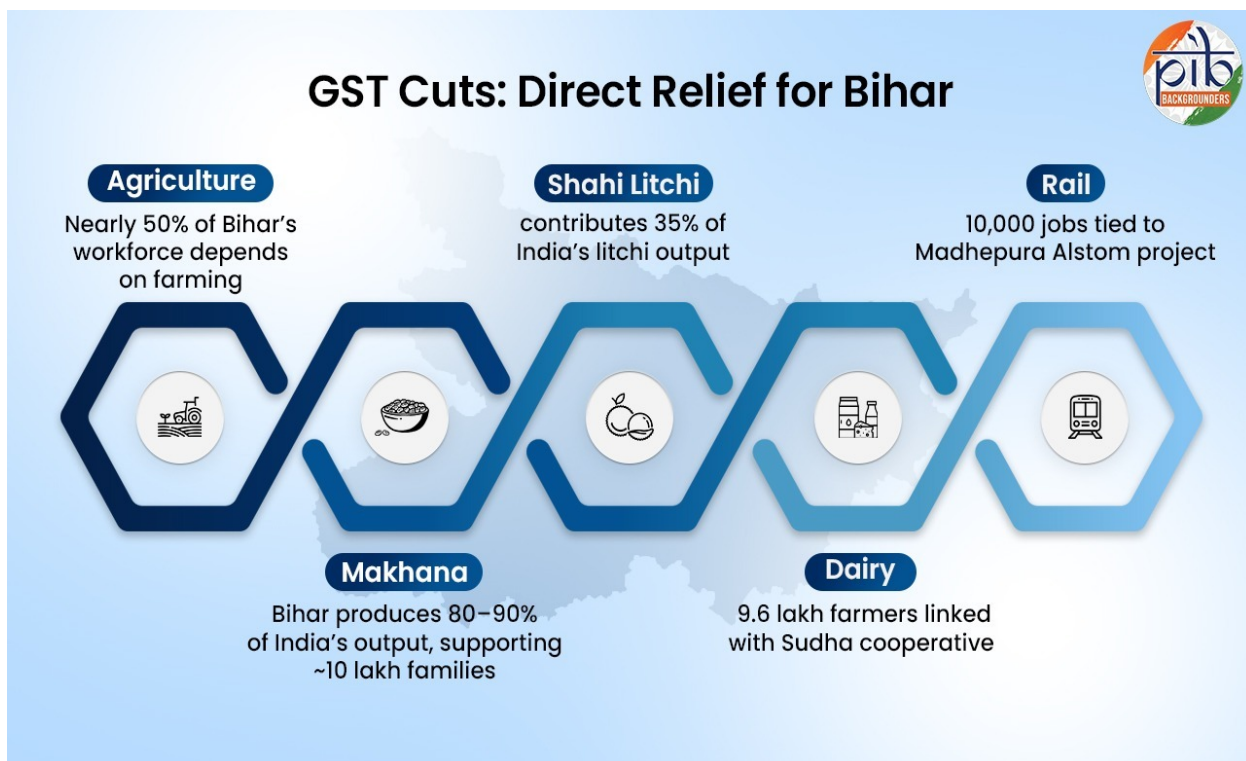 GST Cuts: Direct Relief for Bihar
pib
BACKGROUNDERS
Agriculture
Nearly 50% of Bihar's
workforce depends
on farming
Shahi Litchi
contributes 35% of
India's litchi output
Rail
10,000 jobs tied to
Madhepura Alstom project
Makhana
Bihar produces 80–90%
of India's output, supporting
~10 lakh families
Dairy
9.6 lakh farmers linked
with Sudha cooperative